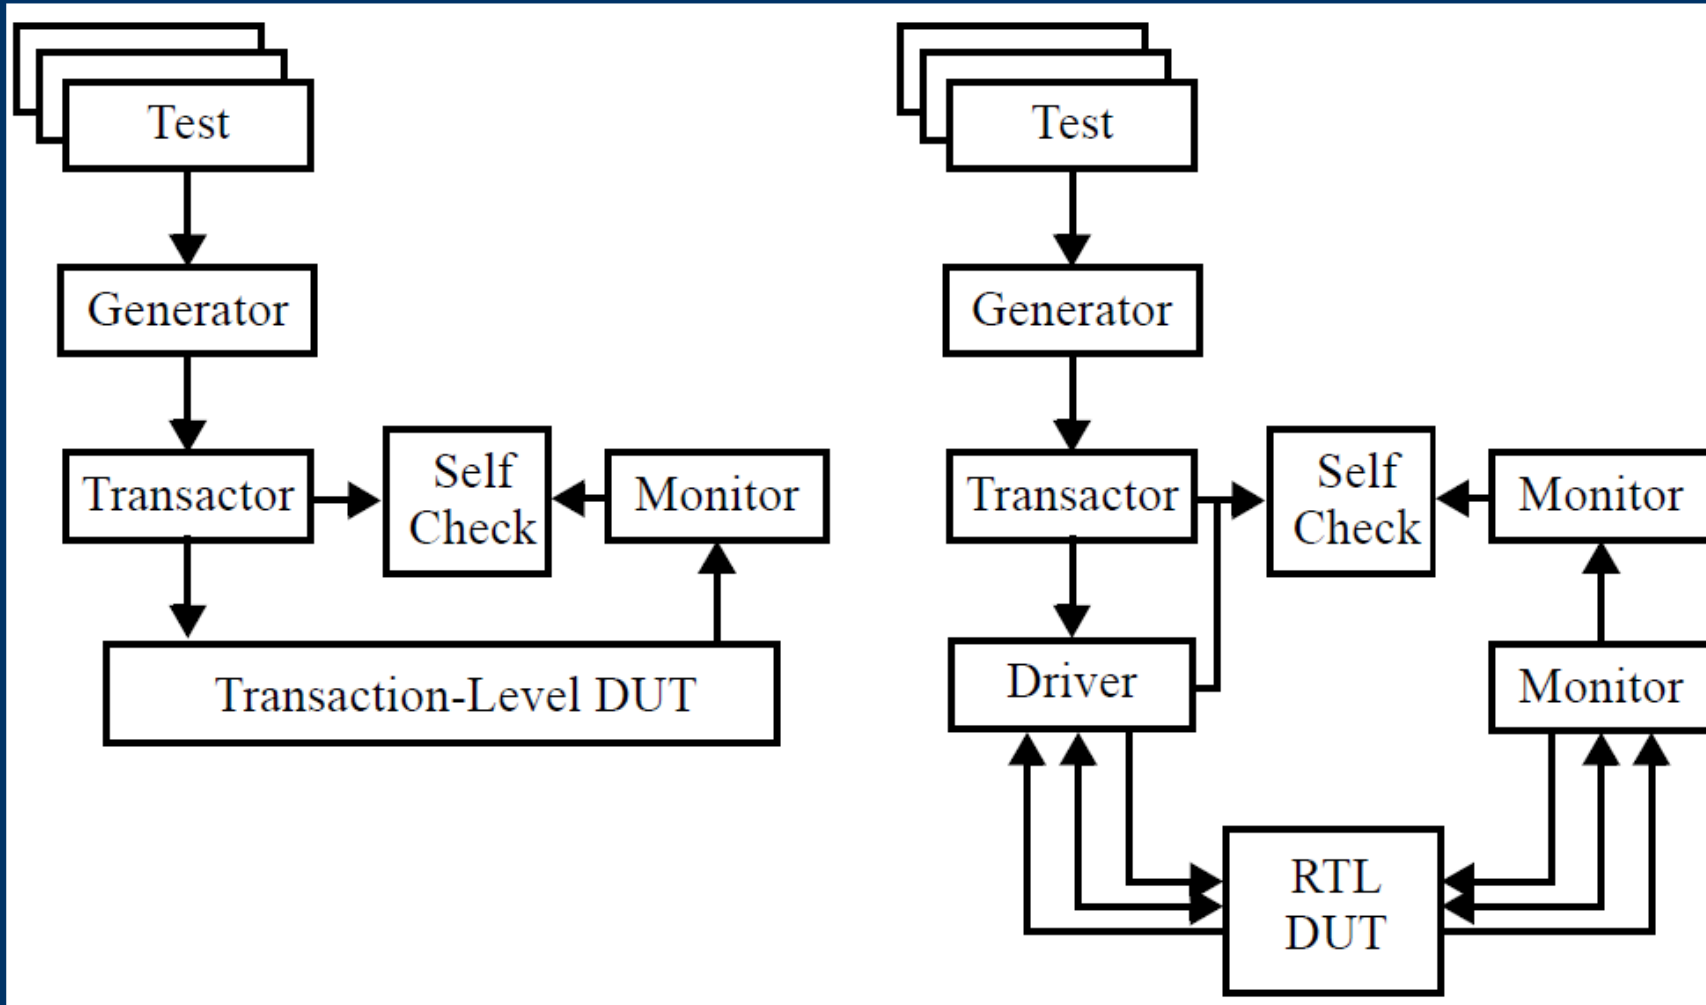 Test
Generator
Transactor
Self
Check
Monitor
Transaction-Level DUT
Test
Generator
Transactor
Self
Check
Monitor
Driver
Monitor
RTL
DUT